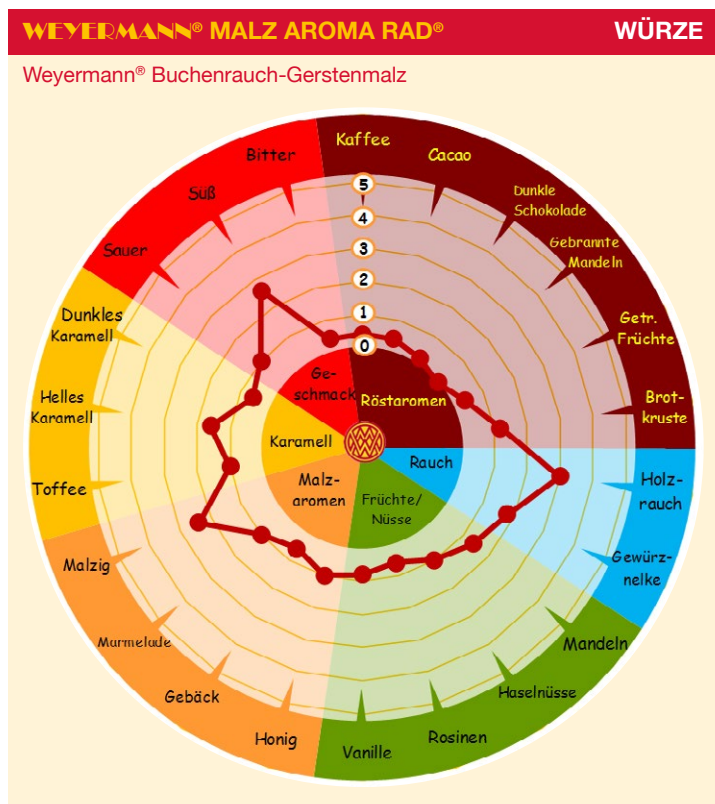 WEYERMANN® MALZ AROMA RAD®
WÜRZE
Weyermann® Buchenrauch-Gerstenmalz
Kaffee
Cacao
Dunkle
Schokolade
Gebrannte
Mandeln
Getr.
Früchte
Brot-
kruste
Holz-
rauch
Gewürz-
nelke
Mandeln
Haselnüsse
Rosinen
Vanille
Honig
Gebäck
Marmelade
Malzig
Toffee
Helles
Karamell
Dunkles
Karamell
Sauer
Süß
Bitter
5
4
3
2
1
0
Ge-
schmack
Röstaromen
Karamell
Rauch
Malz-
aromen
Früchte/
Nüsse